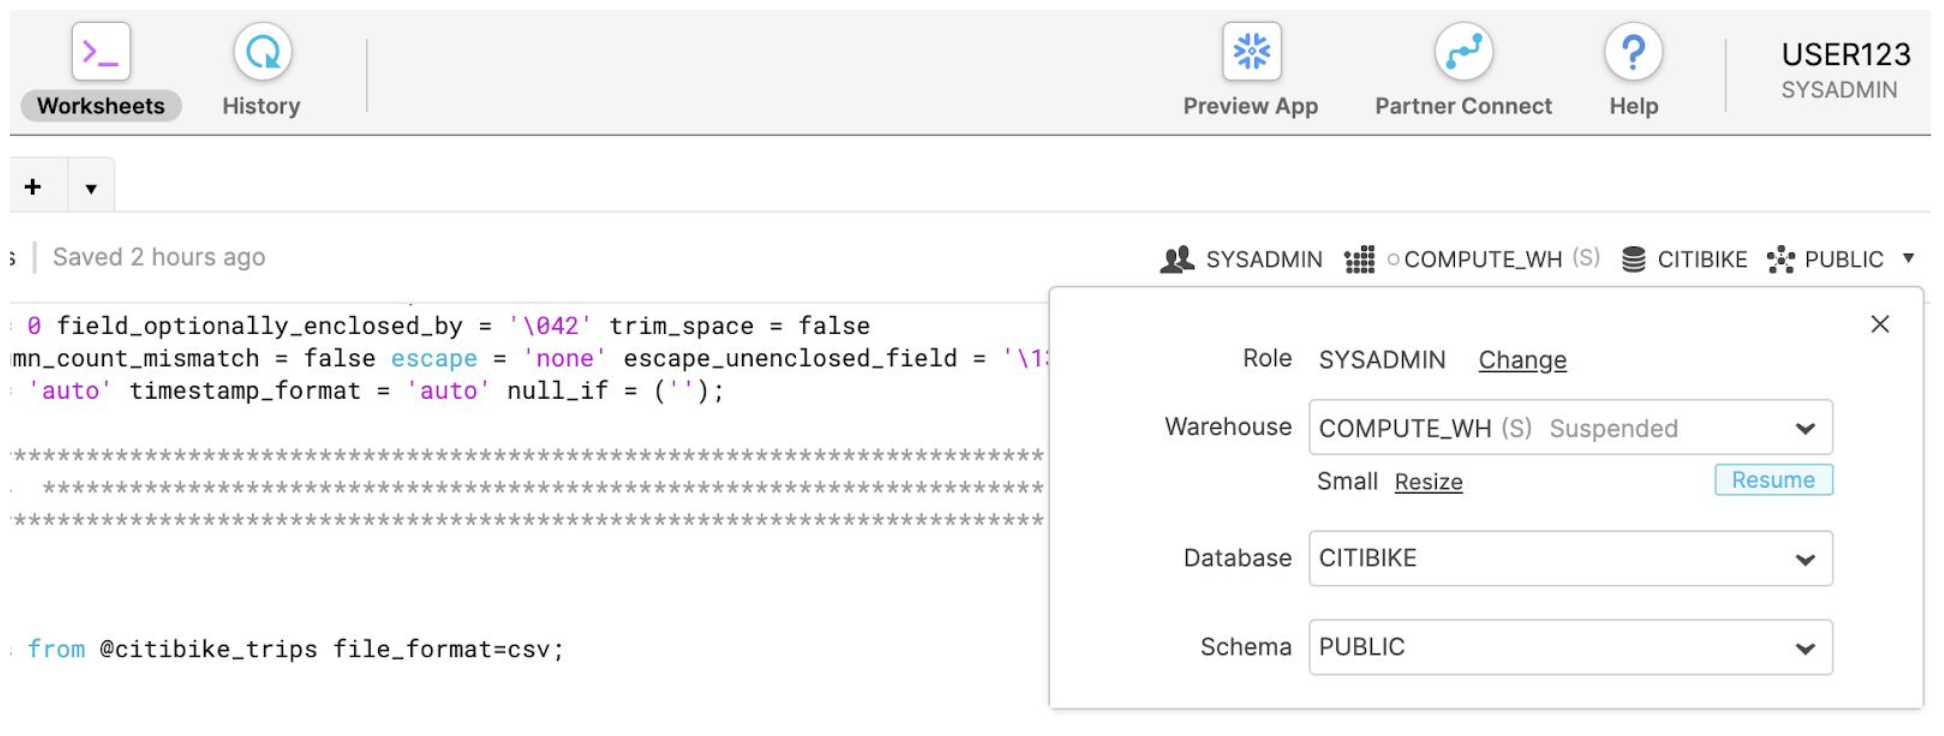 Worksheets
History
Preview App
Partner Connect
Help
USER123
SYSADMIN
+
Saved 2 hours ago
SYSADMIN COMPUTE_WH (S) CITIBIKE PUBLIC
0 field_optionally_enclosed_by = '\042' trim_space = false
mn_count_mismatch = false escape = 'none' escape_unenclosed_field = '\13
= 'auto' timestamp_format = 'auto' null_if = ('');
from @citibike_trips file_format=csv;
Role SYSADMIN Change
Warehouse COMPUTE_WH (S) Suspended
Small Resize Resume
Database CITIBIKE
Schema PUBLIC